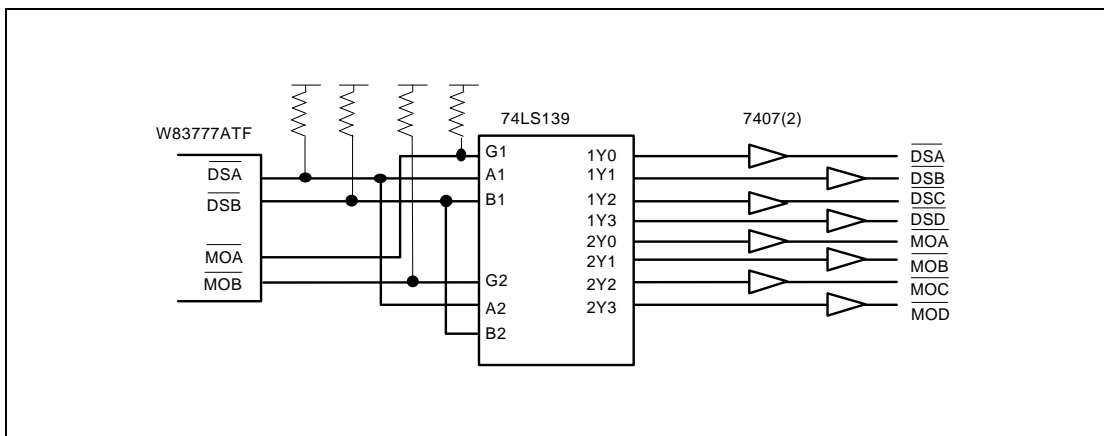 74LS139
7407(2)
W83777ATF
DSA
DSB
MOA
MOB
G1
A1
B1
G2
A2
B2
1Y0
1Y1
1Y2
1Y3
2Y0
2Y1
2Y2
2Y3
DSA
DSB
DSC
DSD
MOA
MOB
MOC
MOD